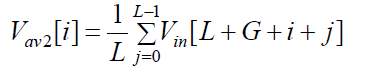 V_{av2}[i] = \frac{1}{L} \sum_{j=0}^{L-1} V_{in}[L + G + i + j]